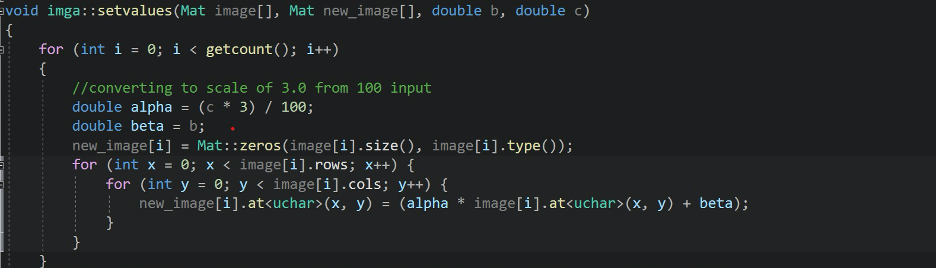 void imga::setvalues(Mat image[], Mat new_image[], double b, double c)
{
for (int i = 0; i < getcount(); i++)
{
//converting to scale of 3.0 from 100 input
double alpha = (c * 3) / 100;
double beta = b;
new_image[i] = Mat::zeros(image[i].size(), image[i].type());
for (int x = 0; x < image[i].rows; x++) {
for (int y = 0; y < image[i].cols; y++) {
new_image[i].at<uchar>(x, y) = (alpha * image[i].at<uchar>(x, y) + beta);
}
}
}